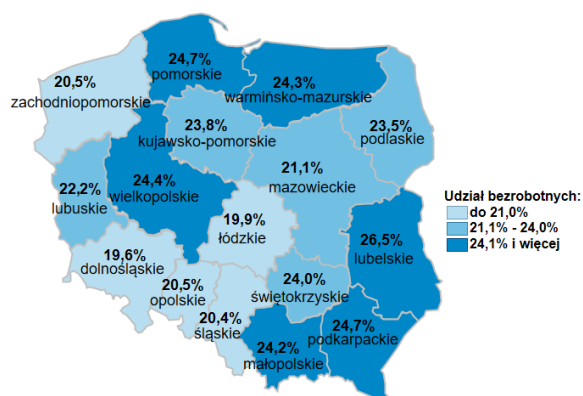 24,7%
pomorskie
24,3%
warmińsko-mazurskie
20,5%
zachodniopomorskie
23,8%
kujawsko-pomorskie
23,5%
podlaskie
21,1%
mazowieckie
22,2%
lubuskie
24,4%
wielkopolskie
19,9%
łódzkie
Udział bezrobotnych:
do 21,0%
21,1% - 24,0%
24,1% i więcej
26,5%
lubelskie
19,6%
dolnośląskie
20,5%
opolskie
24,0%
świętokrzyskie
20,4%
śląskie
24,2%
małopolskie
24,7%
podkarpackie